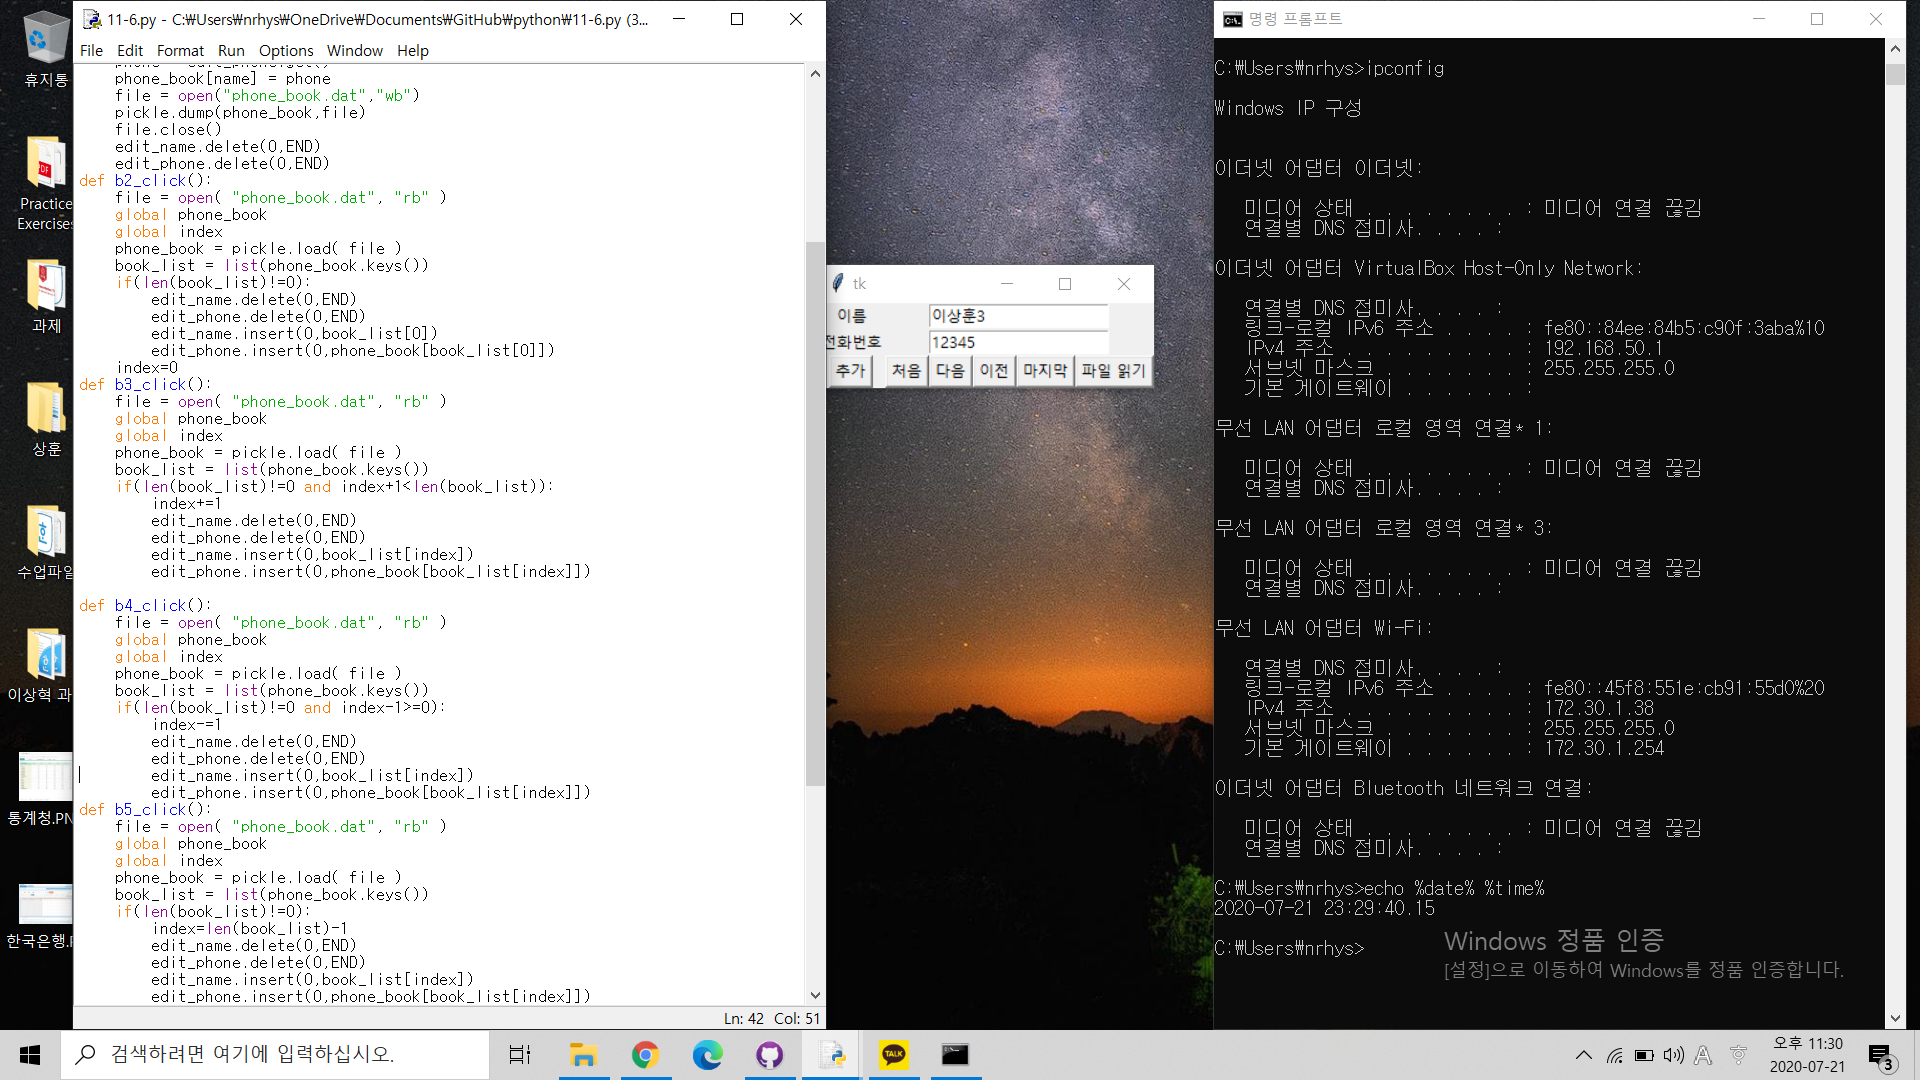 휴지통
Practice
Exercise
과제
상훈
수업파일
이상혁 과
통계청.PN
한국은행.
11-6.py - C:₩Users₩nrhys₩OneDrive₩Documents₩GitHub₩python₩11-6.py (3...
File Edit Format Run Options Window Help
phone_book[name] = phone
file = open("phone_book.dat","wb")
pickle.dump(phone_book,file)
file.close()
edit_name.delete(0,END)
edit_phone.delete(0,END)
def b2_click():
file = open( "phone_book.dat", "rb" )
global phone_book
global index
phone_book = pickle.load( file )
book_list = list(phone_book.keys())
if(len(book_list)!=0):
edit_name.delete(0,END)
edit_phone.delete(0,END)
edit_name.insert(0,book_list[0])
edit_phone.insert(0,phone_book[book_list[0]])
index=0
def b3_click():
file = open( "phone_book.dat", "rb" )
global phone_book
global index
phone_book = pickle.load( file )
book_list = list(phone_book.keys())
if(len(book_list)!=0 and index+1<len(book_list)):
index+=1
edit_name.delete(0,END)
edit_phone.delete(0,END)
edit_name.insert(0,book_list[index])
edit_phone.insert(0,phone_book[book_list[index]])
def b4_click():
file = open( "phone_book.dat", "rb" )
global phone_book
global index
phone_book = pickle.load( file )
book_list = list(phone_book.keys())
if(len(book_list)!=0 and index-1>=0):
index-=1
edit_name.delete(0,END)
edit_phone.delete(0,END)
edit_name.insert(0,book_list[index])
edit_phone.insert(0,phone_book[book_list[index]])
def b5_click():
file = open( "phone_book.dat", "rb" )
global phone_book
global index
phone_book = pickle.load( file )
book_list = list(phone_book.keys())
if(len(book_list)!=0):
index=len(book_list)-1
edit_name.delete(0,END)
edit_phone.delete(0,END)
edit_name.insert(0,book_list[index])
edit_phone.insert(0,phone_book[book_list[index]])
Ln: 42 Col: 51
tk
이름 이상훈3
전화번호 12345
추가 처음 다음 이전 마지막 파일 읽기
명령 프롬프트
C:₩Users₩nrhys>ipconfig
Windows IP 구성
이더넷 어댑터 이더넷:
미디어 상태 . . . . . . . . : 미디어 연결 끊김
연결별 DNS 접미사. . . . :
이더넷 어댑터 VirtualBox Host-Only Network:
연결별 DNS 접미사. . . . :
링크-로컬 IPv6 주소 . . . . : fe80::84ee:84b5:c90f:3aba%10
IPv4 주소 . . . . . . . . . : 192.168.50.1
서브넷 마스크 . . . . . . . : 255.255.255.0
기본 게이트웨이 . . . . . . :
무선 LAN 어댑터 로컬 영역 연결* 1:
미디어 상태 . . . . . . . . : 미디어 연결 끊김
연결별 DNS 접미사. . . . :
무선 LAN 어댑터 로컬 영역 연결* 3:
미디어 상태 . . . . . . . . : 미디어 연결 끊김
연결별 DNS 접미사. . . . :
무선 LAN 어댑터 Wi-Fi:
연결별 DNS 접미사. . . . :
링크-로컬 IPv6 주소 . . . . : fe80::45f8:551e:cb91:55d0%20
IPv4 주소 . . . . . . . . . : 172.30.1.38
서브넷 마스크 . . . . . . . : 255.255.255.0
기본 게이트웨이 . . . . . . : 172.30.1.254
이더넷 어댑터 Bluetooth 네트워크 연결:
미디어 상태 . . . . . . . . : 미디어 연결 끊김
연결별 DNS 접미사. . . . :
C:₩Users₩nrhys>echo %date% %time%
2020-07-21 23:29:40.15
C:₩Users₩nrhys>
Windows 정품 인증
[설정]으로 이동하여 Windows를 정품 인증합니다.
검색하려면 여기에 입력하십시오.
TALK
A
오후 11:30
2020-07-21
3